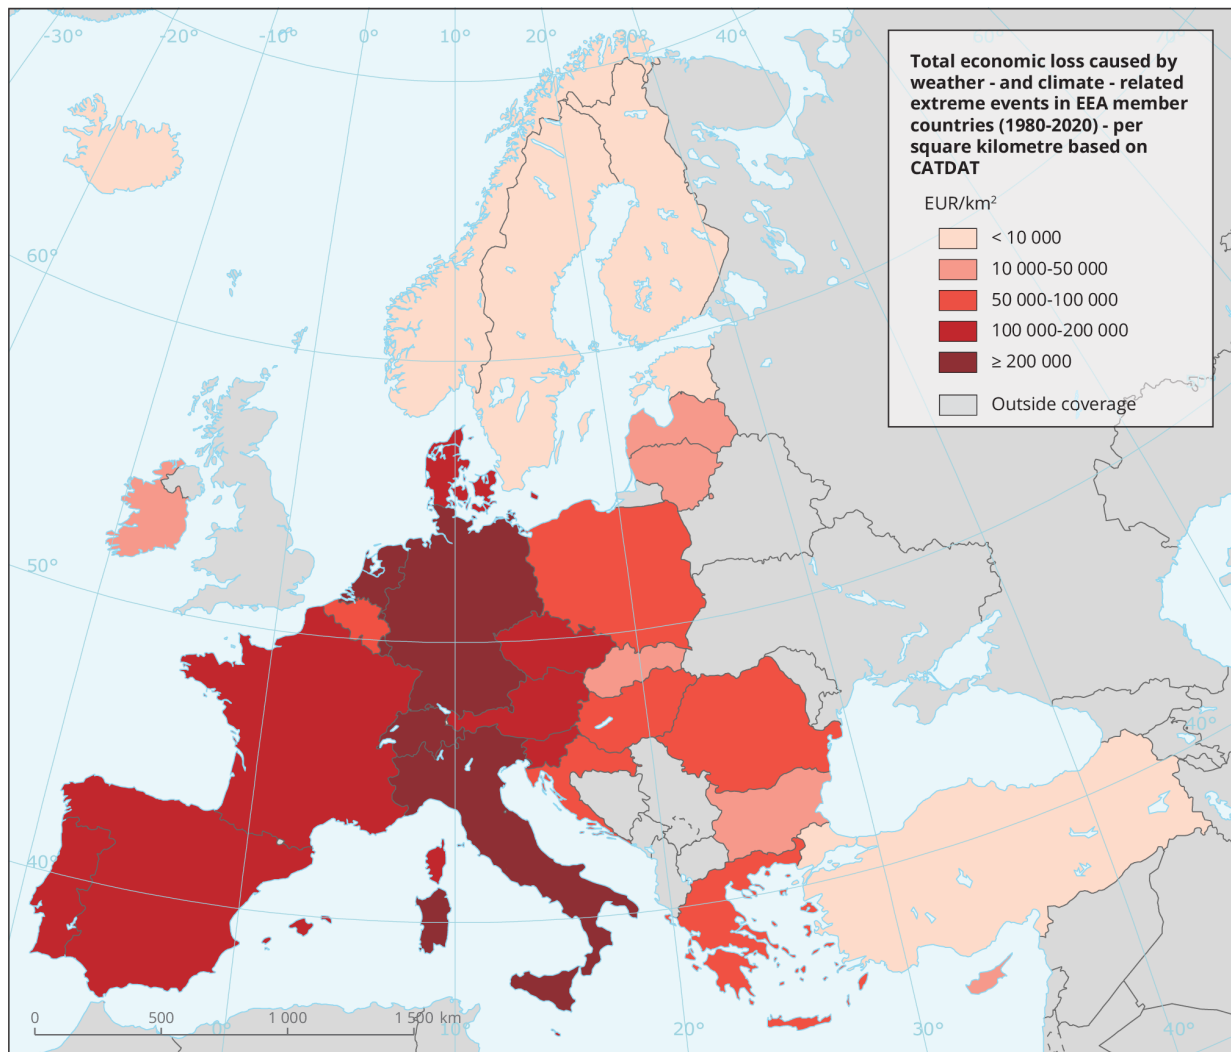 -30°
-20°
-10°
0°
10°
20°
30°
40°
50°
60°
70°
Total economic loss caused by
weather - and climate - related
extreme events in EEA member
countries (1980-2020) - per
square kilometre based on
CATDAT
EUR/km²
< 10 000
10 000-50 000
50 000-100 000
100 000-200 000
≥ 200 000
Outside coverage
60°
50°
40°
40°
0
500
1 000
1 500 km
10°
20°
30°
40°